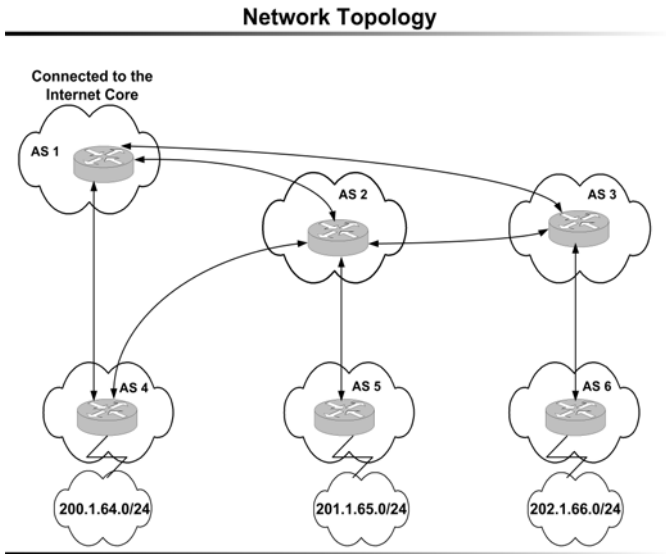 Network Topology
Connected to the
Internet Core
AS 1
AS 2
AS 3
AS 4
AS 5
AS 6
200.1.64.0/24
201.1.65.0/24
202.1.66.0/24